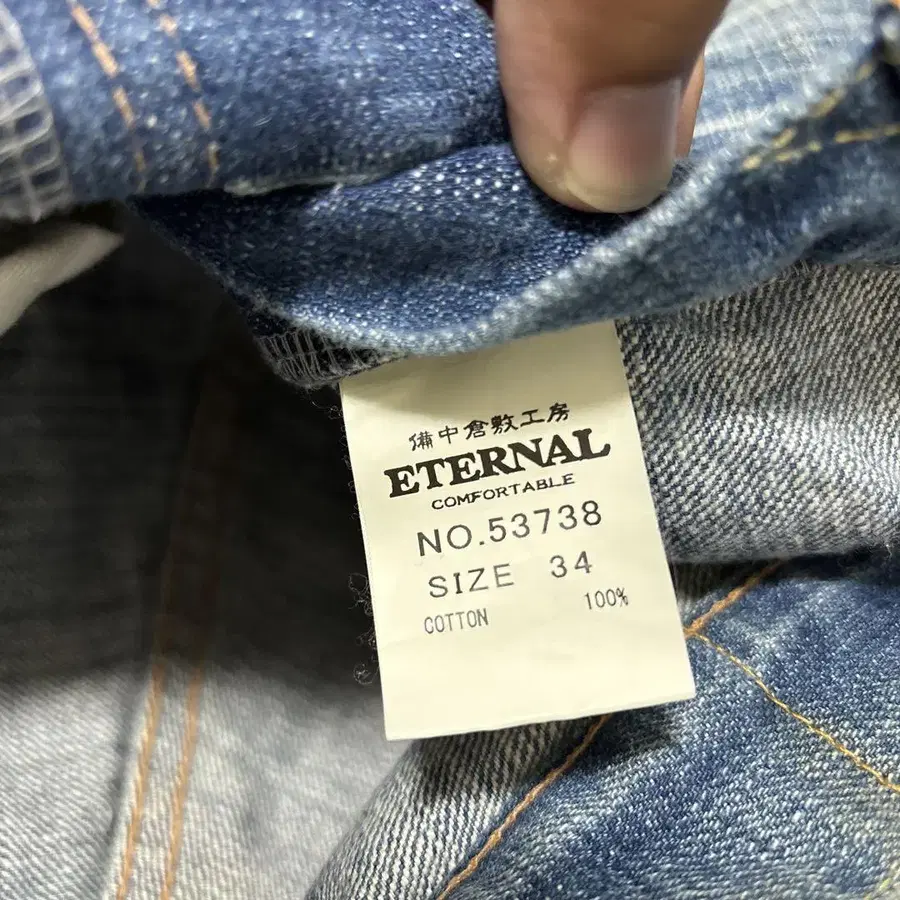 備中倉敷工房
ETERNAL
COMFORTABLE
NO.53738
SIZE 34
COTTON 100%